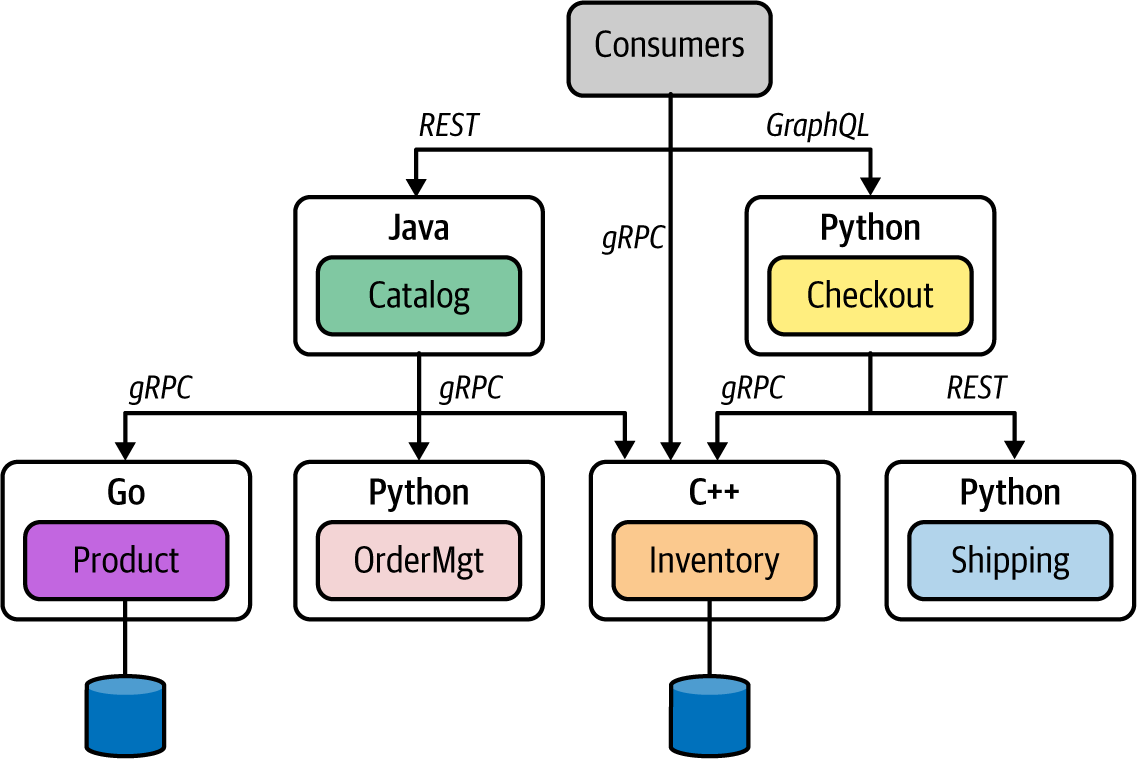 Consumers
REST
GraphQL
Java
Catalog
gRPC
Python
Checkout
gRPC
gRPC
gRPC
REST
Go
Product
Python
OrderMgt
C++
Inventory
Python
Shipping